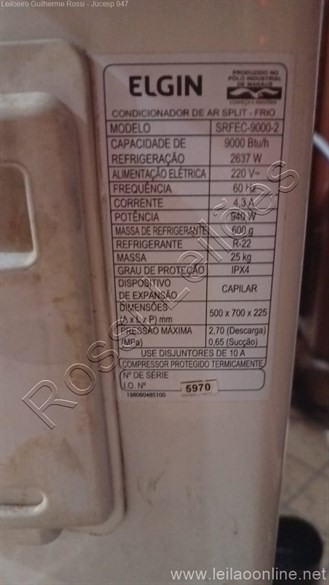 Leiloeiro Guilherme Rossi - Jucesp 947
ELGIN
PRODUZIDO NO
PÓLO INDUSTRIAL
DE MANAUS
CONHEÇA A AMAZÔNIA
CONDICIONADOR DE AR SPLIT - FRIO
MODELO SRFEC-9000-2
CAPACIDADE DE REFRIGERAÇÃO 9000 Btu/h
2637 W
ALIMENTAÇÃO ELÉTRICA 220 V~
FREQUÊNCIA 60 Hz
CORRENTE 4,3 A
POTÊNCIA 940 W
MASSA DE REFRIGERANTE 600 g
REFRIGERANTE R-22
MASSA 25 kg
GRAU DE PROTEÇÃO IPX4
DISPOSITIVO
DE EXPANSÃO CAPILAR
DIMENSÕES
(A x L x P) mm 500 x 700 x 225
PRESSÃO MÁXIMA 2,70 (Descarga)
(MPa) 0,65 (Sucção)
USE DISJUNTORES DE 10 A
COMPRESSOR PROTEGIDO TERMICAMENTE
Nº DE SÉRIE
I.O. Nº 5970
Rossi Leilões
www.leilaoonline.net